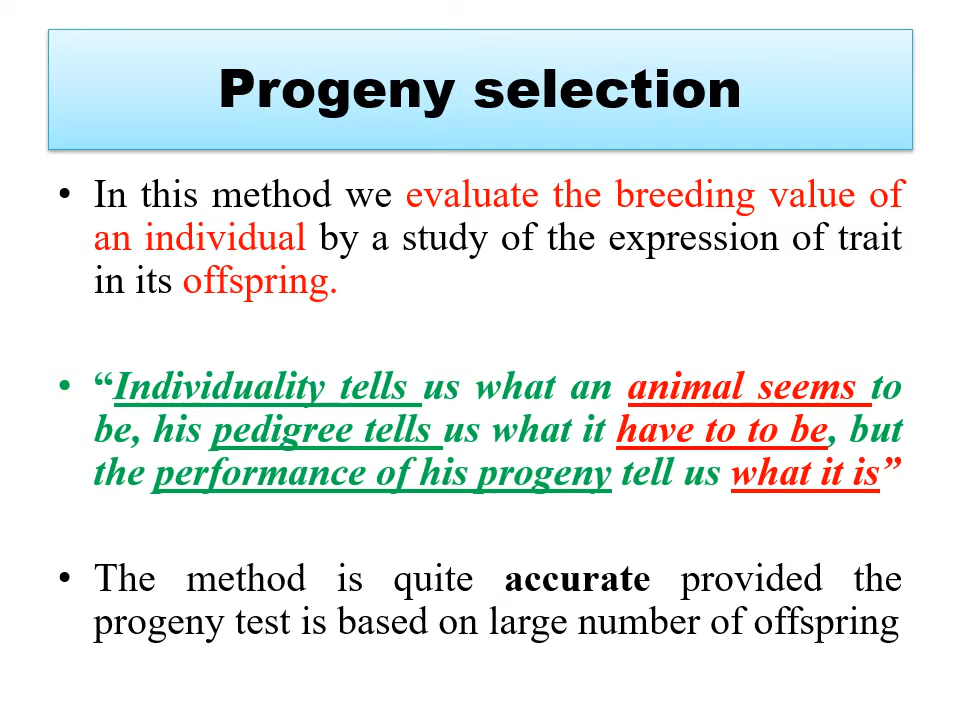 Progeny selection
• In this method we evaluate the breeding value of
an individual by a study of the expression of trait
in its offspring.
• “Individuality tells us what an animal seems to
be, his pedigree tells us what it have to to be, but
the performance of his progeny tell us what it is”
• The method is quite accurate provided the
progeny test is based on large number of offspring